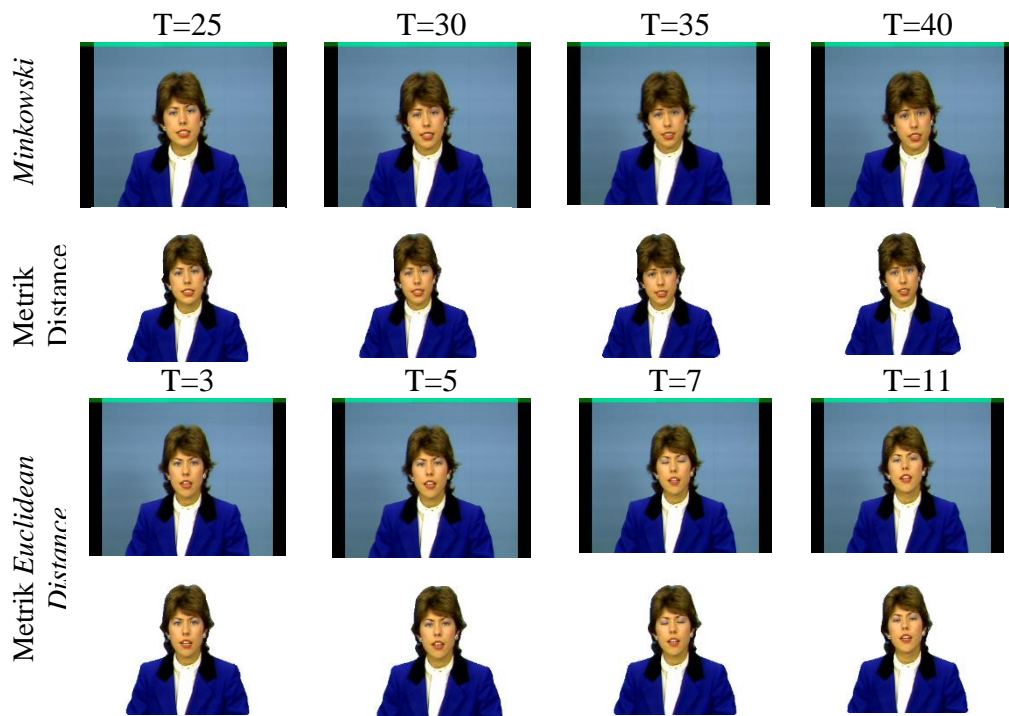 T=25 T=30 T=35 T=40
Minkowski
Metrik
Distance
T=3 T=5 T=7 T=11
Metrik Euclidean
Distance